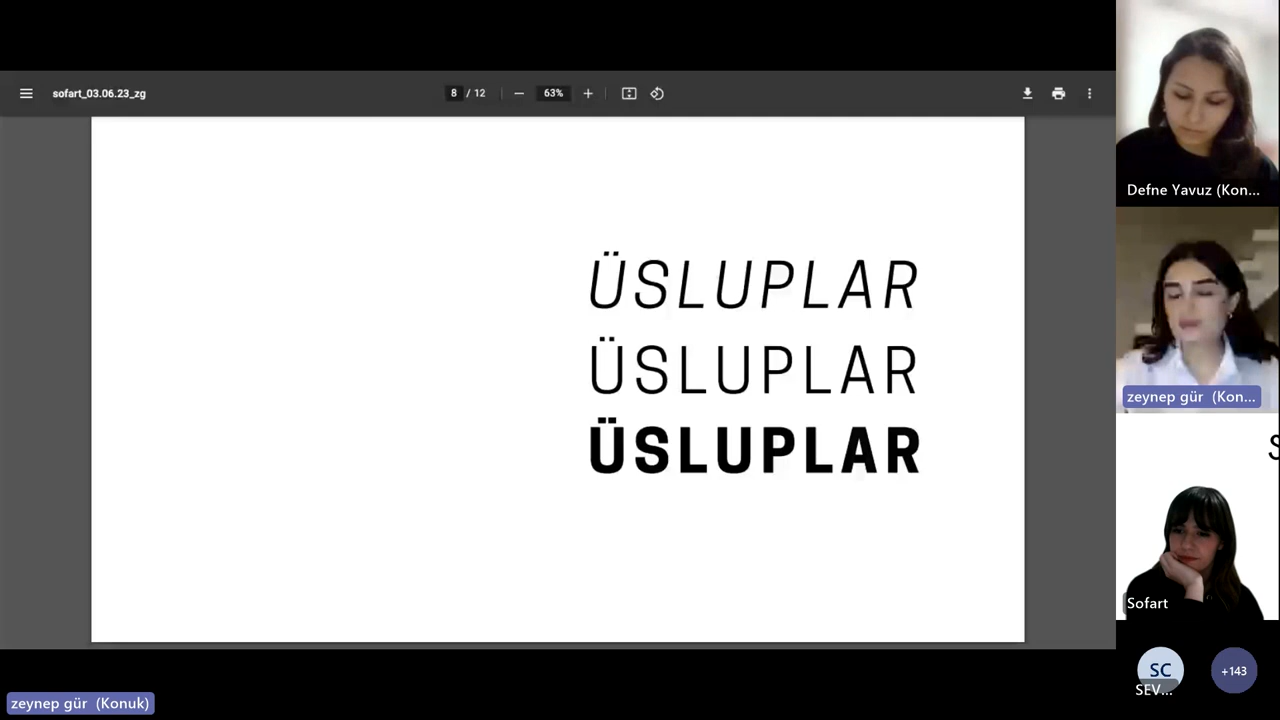 sofart_03.06.23_zg
8 / 12
63%
ÜSLUPLAR
ÜSLUPLAR
ÜSLUPLAR
Defne Yavuz (Kon...
zeynep gür (Kon...
S
Sofart
SC
SEV...
+143
zeynep gür (Konuk)